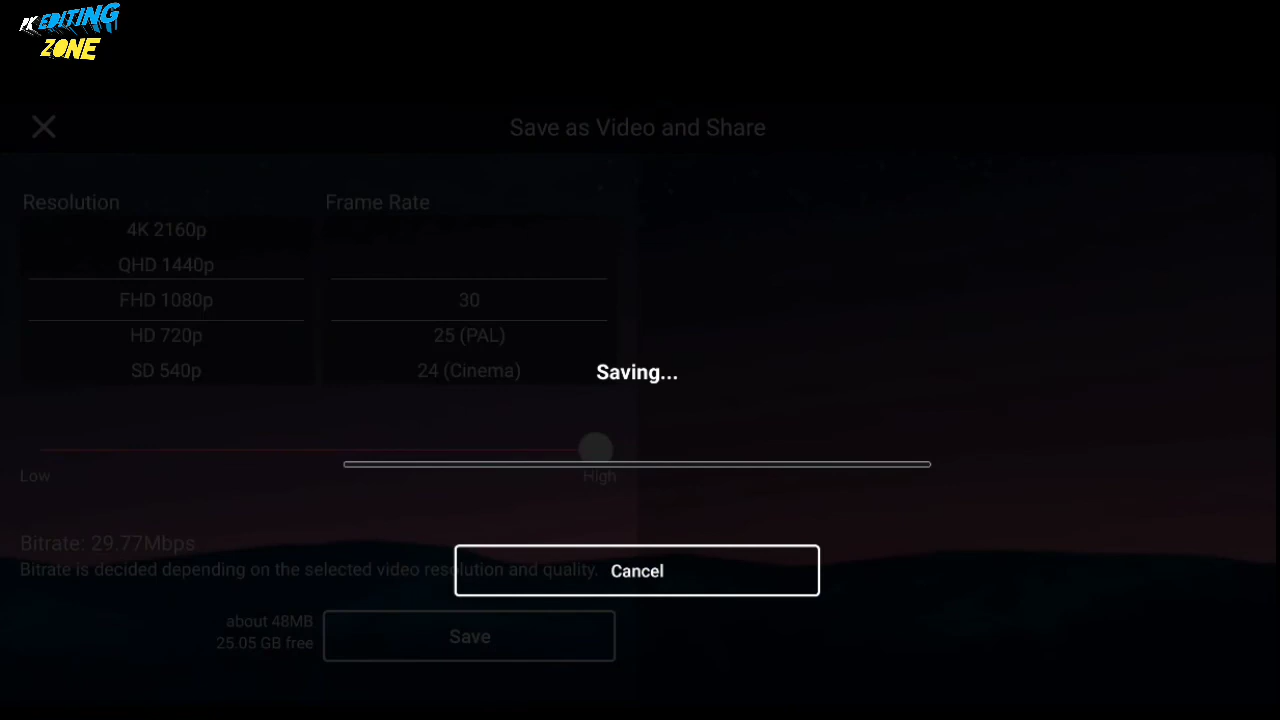 PK EDITING
ZONE
Save as Video and Share
Resolution
Frame Rate
4K 2160p
QHD 1440p
FHD 1080p
30
HD 720p
25 (PAL)
SD 540p
24 (Cinema)
Saving...
Low
High
Bitrate: 29.77Mbps
Bitrate is decided depending on the selected video resolution and quality.
Cancel
about 48MB
25.05 GB free
Save